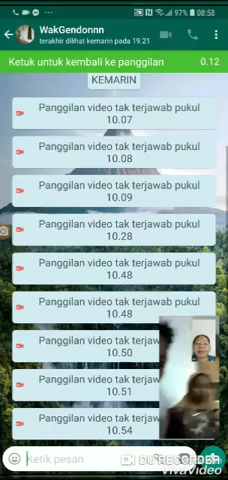 97% 08:58
WakGendonnn
terakhir dilihat kemarin pada 19.21
Ketuk untuk kembali ke panggilan 0.12
KEMARIN
Panggilan video tak terjawab pukul
10.07
Panggilan video tak terjawab pukul
10.08
Panggilan video tak terjawab pukul
10.09
Panggilan video tak terjawab pukul
10.28
Panggilan video tak terjawab pukul
10.48
Panggilan video tak terjawab pukul
10.48
Panggilan video tak terjaw
10.50
Panggilan video tak terjaw
10.51
Panggilan video tak terjaw
10.54
Ketik pesan
DU RECORDER
VivaVideo